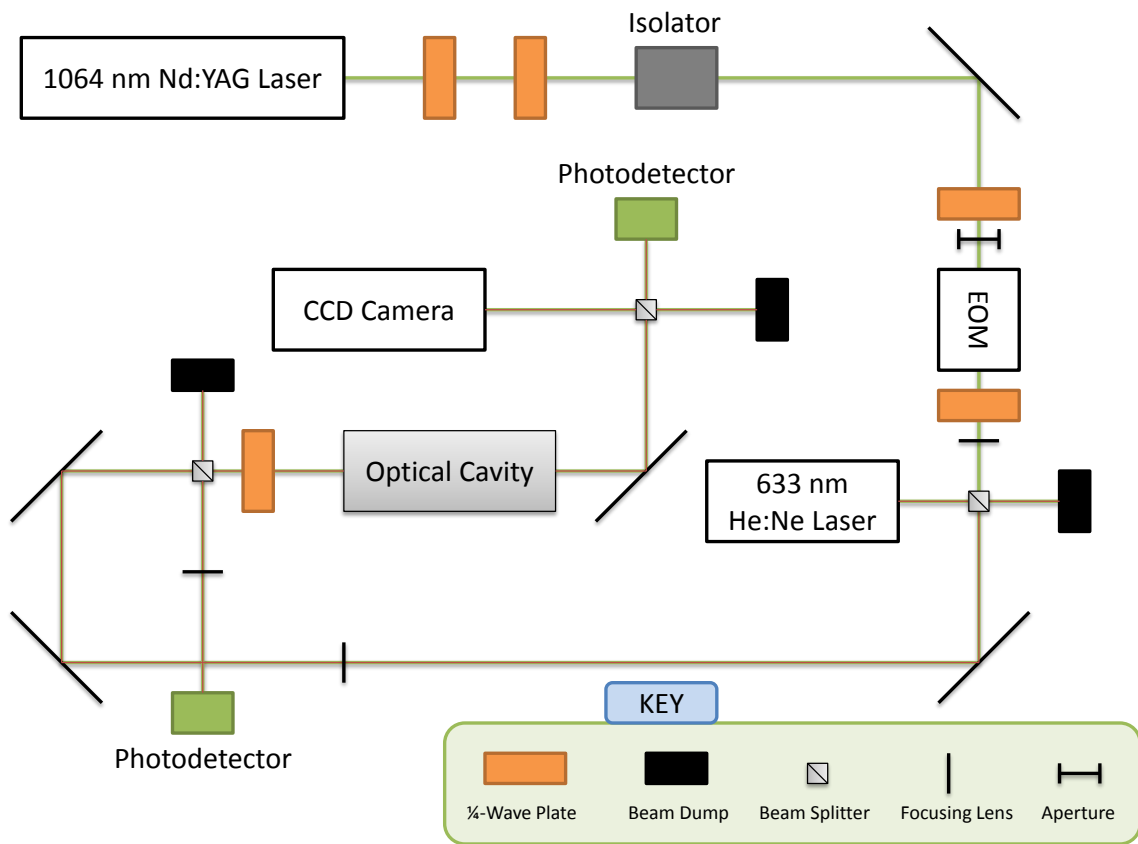 Isolator
1064 nm Nd:YAG Laser
Photodetector
CCD Camera
EOM
Optical Cavity
633 nm
He:Ne Laser
Photodetector
KEY
¼-Wave Plate
Beam Dump
Beam Splitter
Focusing Lens
Aperture